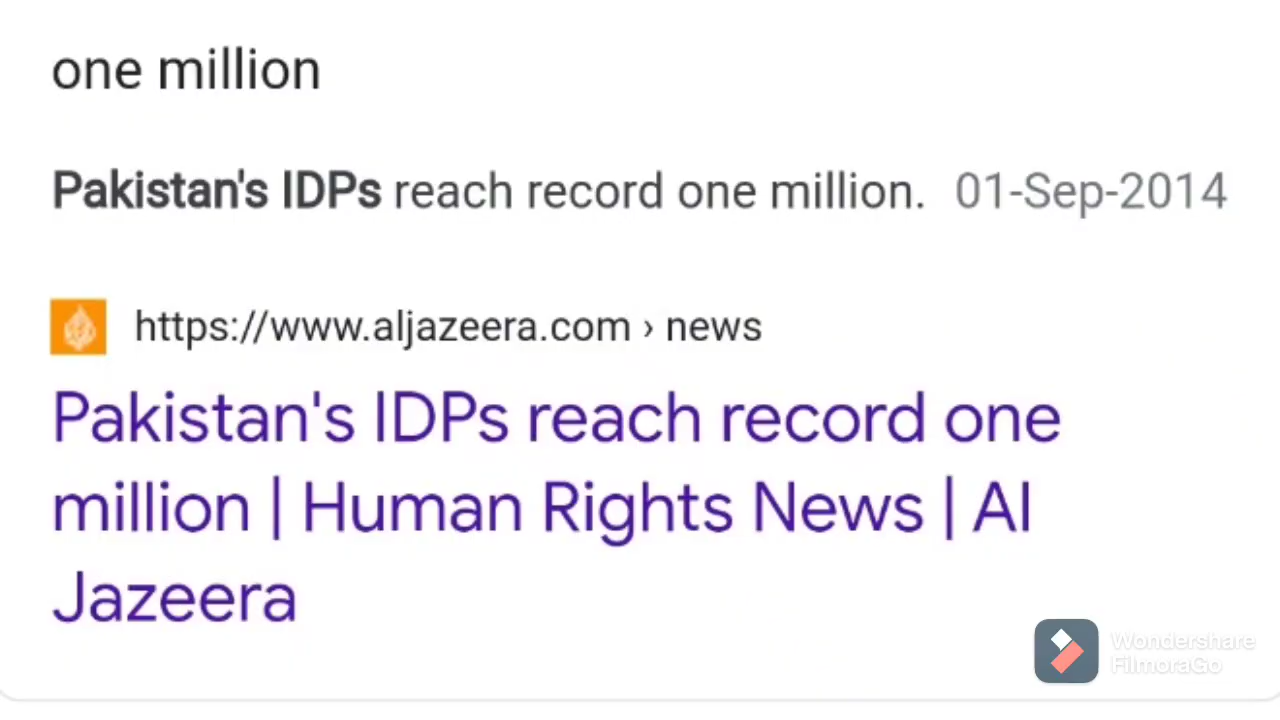 one million
Pakistan's IDPs reach record one million. 01-Sep-2014
https://www.aljazeera.com › news
Pakistan's IDPs reach record one
million | Human Rights News | Al
Jazeera
Wondershare
FilmoraGo